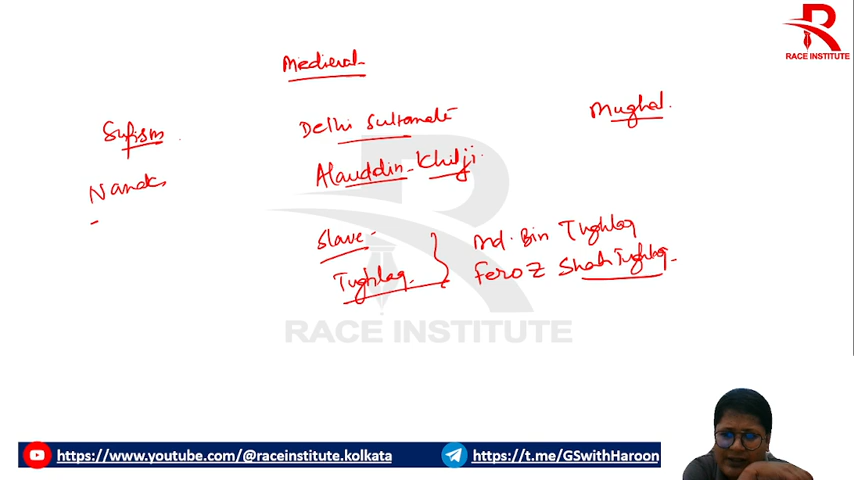 RACE INSTITUTE
Medieval
Delhi Sultanate
Mughal.
Sufism
Alauddin-Khilji
Nanak
Slave-
Md. Bin Tughlaq
Tughlaq
Feroz Shah Tughlaq
RACE INSTITUTE
https://www.youtube.com/@raceinstitute.kolkata
https://t.me/GSwithHaroon